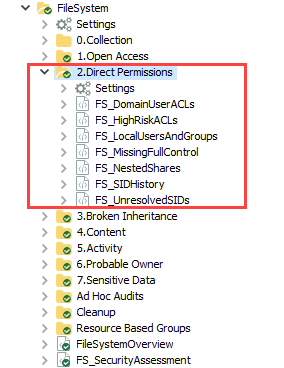 FileSystem
Settings
0.Collection
1.Open Access
2.Direct Permissions
Settings
FS_DomainUserACLs
FS_HighRiskACLs
FS_LocalUsersAndGroups
FS_MissingFullControl
FS_NestedShares
FS_SIDHistory
FS_UnresolvedSIDs
3.Broken Inheritance
4.Content
5.Activity
6.Probable Owner
7.Sensitive Data
Ad Hoc Audits
Cleanup
Resource Based Groups
FileSystemOverview
FS_SecurityAssessment